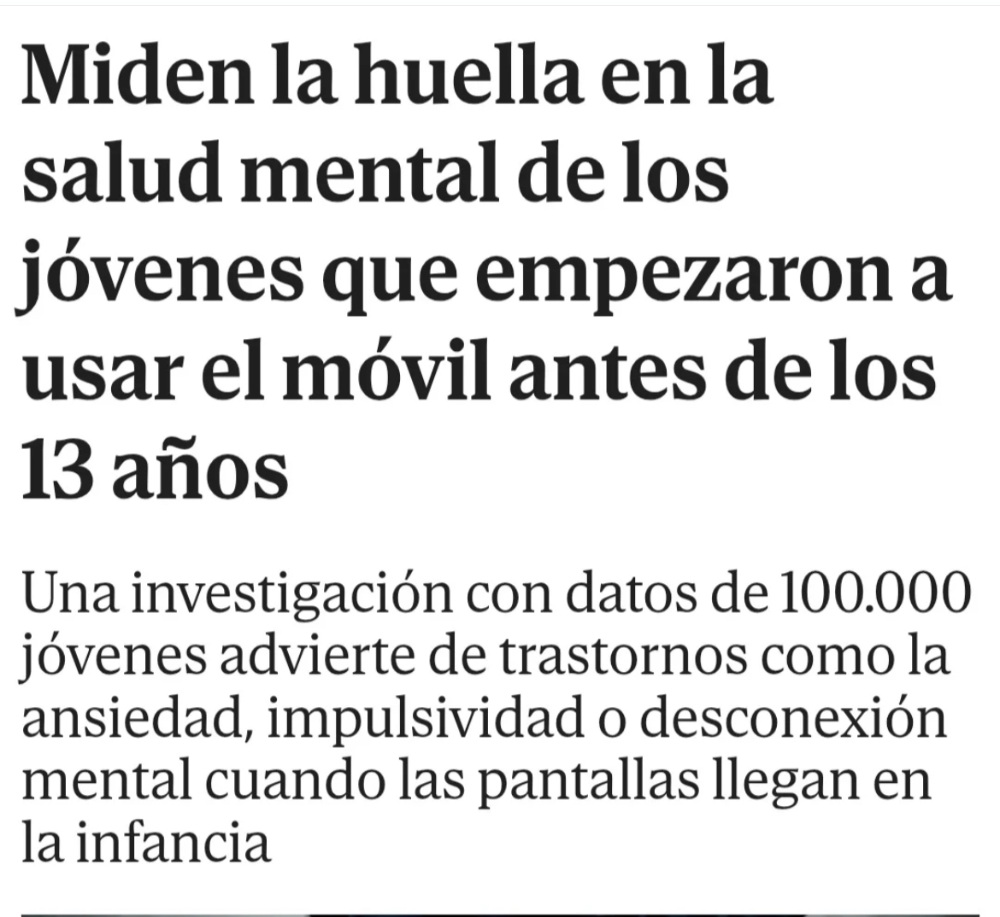 Miden la huella en la
salud mental de los
jóvenes que empezaron a
usar el móvil antes de los
13 años
Una investigación con datos de 100.000
jóvenes advierte de trastornos como la
ansiedad, impulsividad o desconexión
mental cuando las pantallas llegan en
la infancia